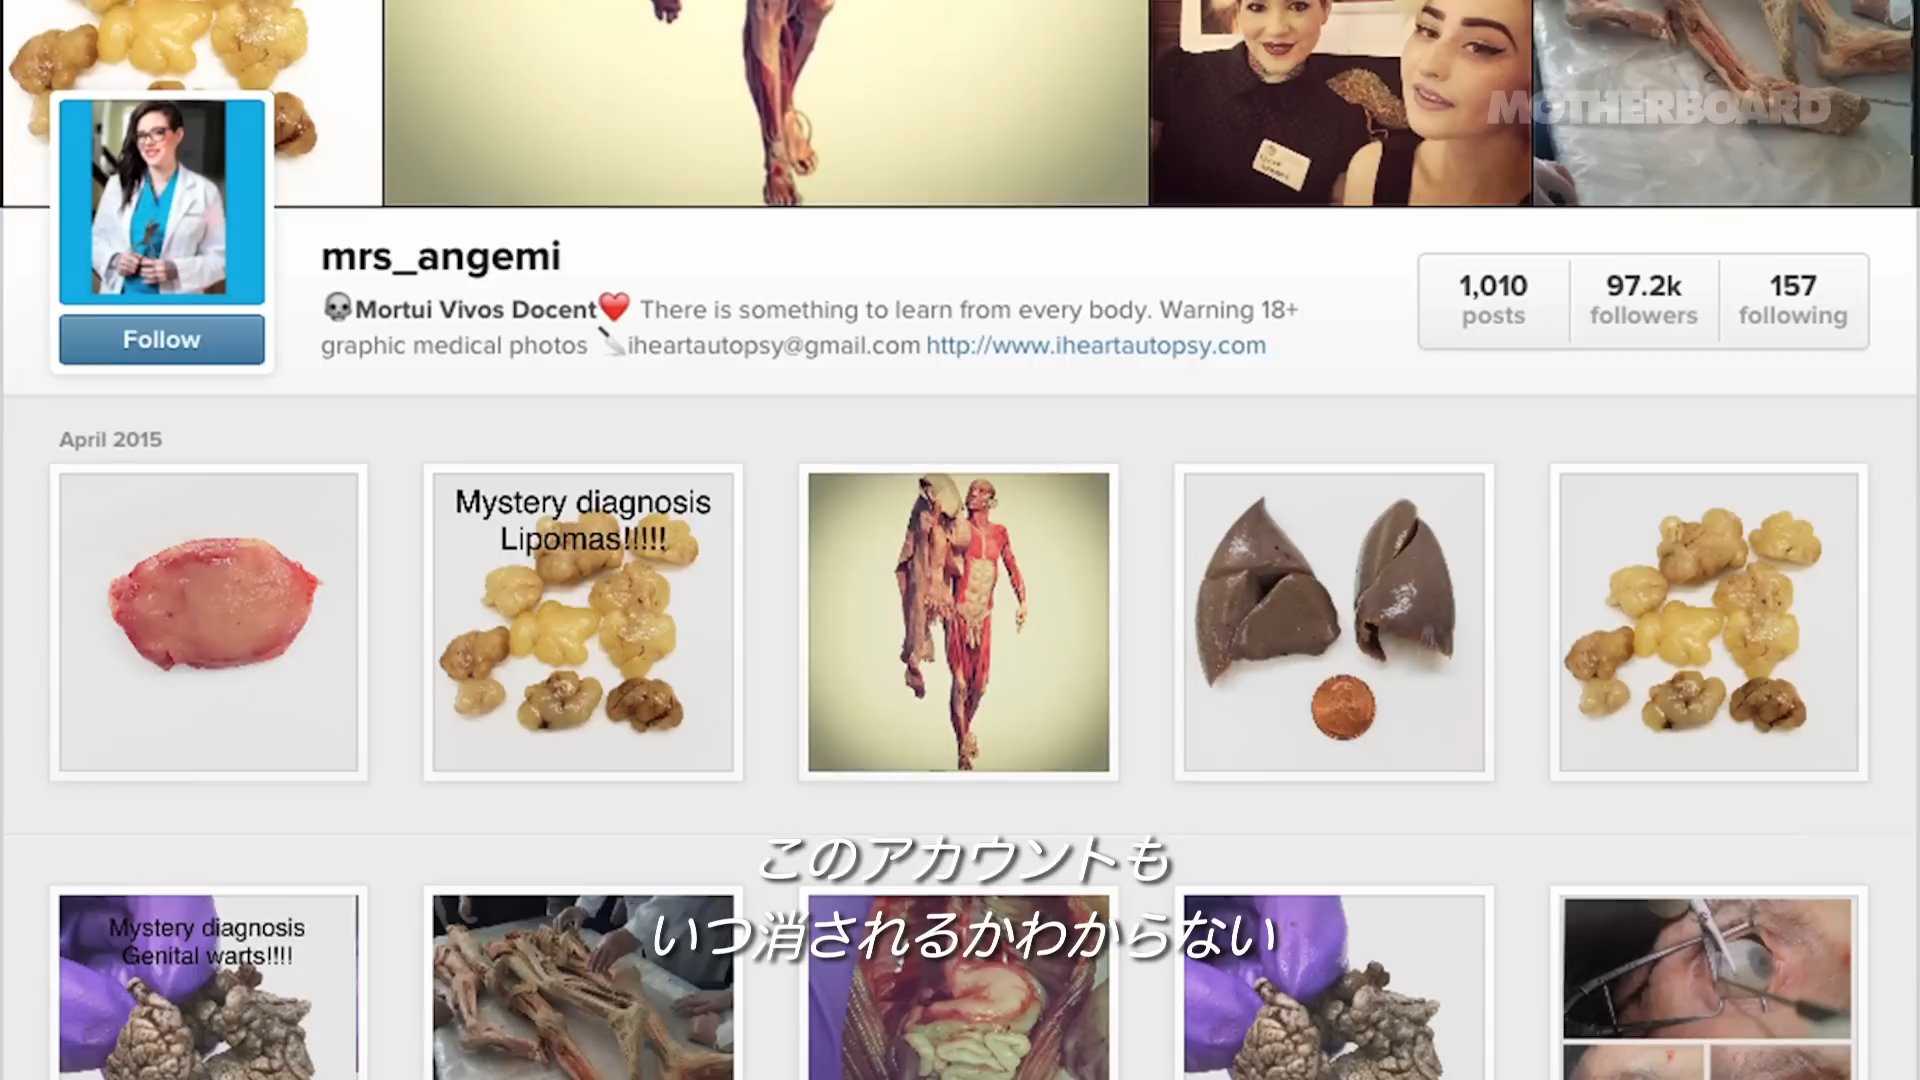 MOTHERBOARD
mrs_angemi
💀Mortui Vivos Docent❤️ There is something to learn from every body. Warning 18+
graphic medical photos 🔪iheartautopsy@gmail.com http://www.iheartautopsy.com
1,010
posts
97.2k
followers
157
following
Follow
April 2015
Mystery diagnosis
Lipomas!!!!!
このアカウントも
いつ消されるかわからない
Mystery diagnosis
Genital warts!!!!